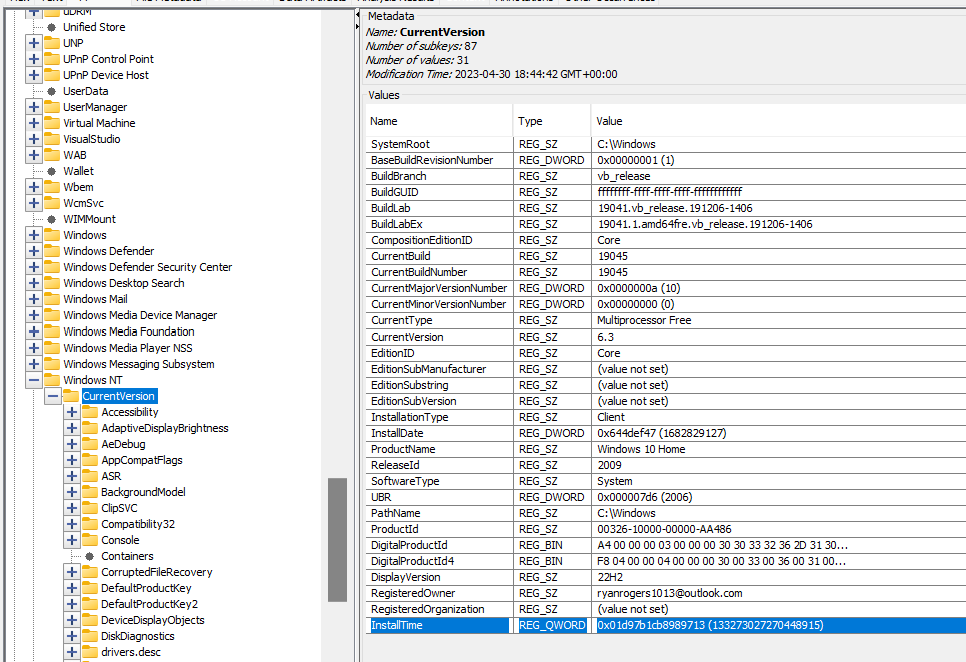 uDRM
Unified Store
UNP
UPnP Control Point
UPnP Device Host
UserData
UserManager
Virtual Machine
VisualStudio
WAB
Wallet
Wbem
WcmSvc
WIMMount
Windows
Windows Defender
Windows Defender Security Center
Windows Desktop Search
Windows Mail
Windows Media Device Manager
Windows Media Foundation
Windows Media Player NSS
Windows Messaging Subsystem
Windows NT
CurrentVersion
Accessibility
AdaptiveDisplayBrightness
AeDebug
AppCompatFlags
ASR
BackgroundModel
ClipSVC
Compatibility32
Console
Containers
CorruptedFileRecovery
DefaultProductKey
DefaultProductKey2
DeviceDisplayObjects
DiskDiagnostics
drivers.desc
Metadata
Name: CurrentVersion
Number of subkeys: 87
Number of values: 31
Modification Time: 2023-04-30 18:44:42 GMT+00:00
Values
Name Type Value
SystemRoot REG_SZ C:\Windows
BaseBuildRevisionNumber REG_DWORD 0x00000001 (1)
BuildBranch REG_SZ vb_release
BuildGUID REG_SZ ffffffff-ffff-ffff-ffff-ffffffffffff
BuildLab REG_SZ 19041.vb_release.191206-1406
BuildLabEx REG_SZ 19041.1.amd64fre.vb_release.191206-1406
CompositionEditionID REG_SZ Core
CurrentBuild REG_SZ 19045
CurrentBuildNumber REG_SZ 19045
CurrentMajorVersionNumber REG_DWORD 0x0000000a (10)
CurrentMinorVersionNumber REG_DWORD 0x00000000 (0)
CurrentType REG_SZ Multiprocessor Free
CurrentVersion REG_SZ 6.3
EditionID REG_SZ Core
EditionSubManufacturer REG_SZ (value not set)
EditionSubstring REG_SZ (value not set)
EditionSubVersion REG_SZ (value not set)
InstallationType REG_SZ Client
InstallDate REG_DWORD 0x644def47 (1682829127)
ProductName REG_SZ Windows 10 Home
ReleaseId REG_SZ 2009
SoftwareType REG_SZ System
UBR REG_DWORD 0x000007d6 (2006)
PathName REG_SZ C:\Windows
ProductId REG_SZ 00326-10000-00000-AA486
DigitalProductId REG_BIN A4 00 00 00 03 00 00 00 30 30 33 32 36 2D 31 30...
DigitalProductId4 REG_BIN F8 04 00 00 04 00 00 00 30 00 33 00 36 00 31 00...
DisplayVersion REG_SZ 22H2
RegisteredOwner REG_SZ ryanrogers1013@outlook.com
RegisteredOrganization REG_SZ (value not set)
InstallTime REG_QWORD 0x01d97b1cb8989713 (133273027270448915)